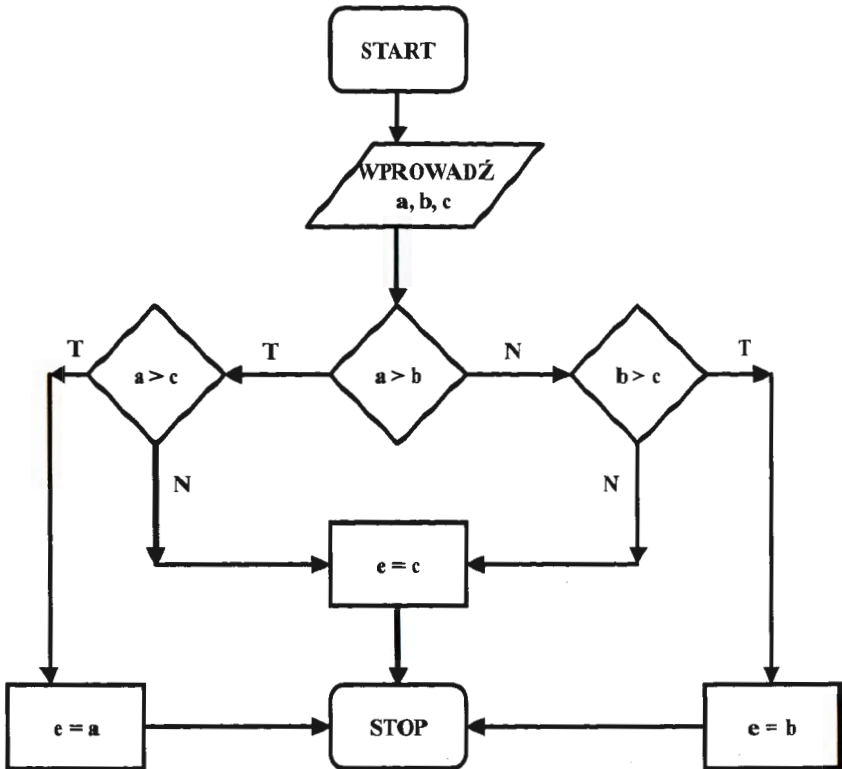 START
WPROWADŹ
a, b, c
T
T
N
T
a > c
a > b
b > c
N
N
e = c
e = a
STOP
e = b